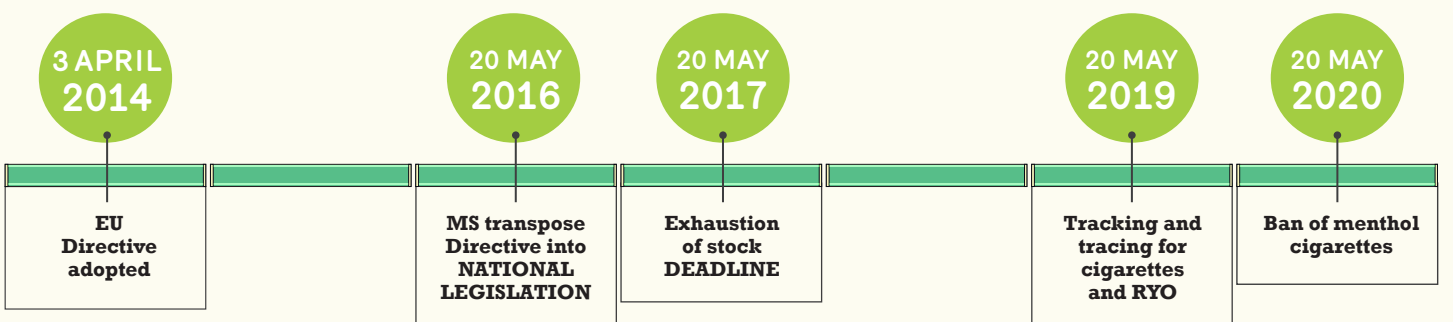 3 APRIL
2014
20 MAY
2016
20 MAY
2017
20 MAY
2019
20 MAY
2020
EU
Directive
adopted
MS transpose
Directive into
NATIONAL
LEGISLATION
Exhaustion
of stock
DEADLINE
Tracking and
tracing for
cigarettes
and RYO
Ban of menthol
cigarettes